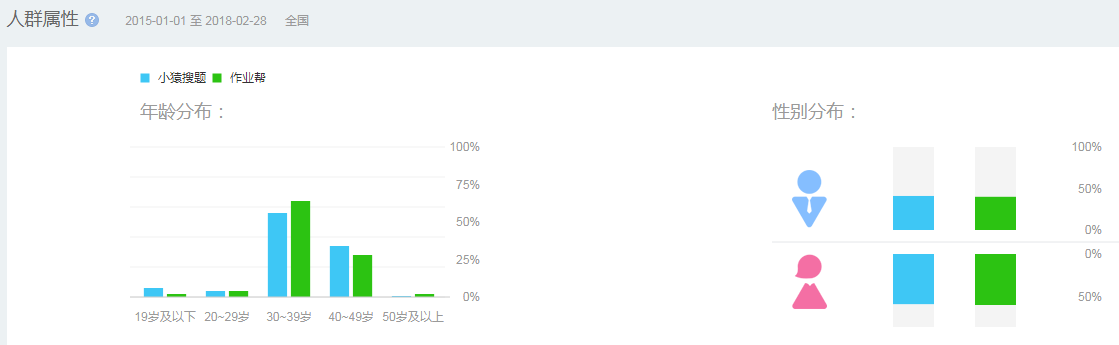 人群属性 ? 2015-01-01 至 2018-02-28 全国
小猿搜题 作业帮
年龄分布：
100%
75%
50%
25%
0%
19岁及以下 20~29岁 30~39岁 40~49岁 50岁及以上
性别分布：
100%
50%
0%
0%
50%